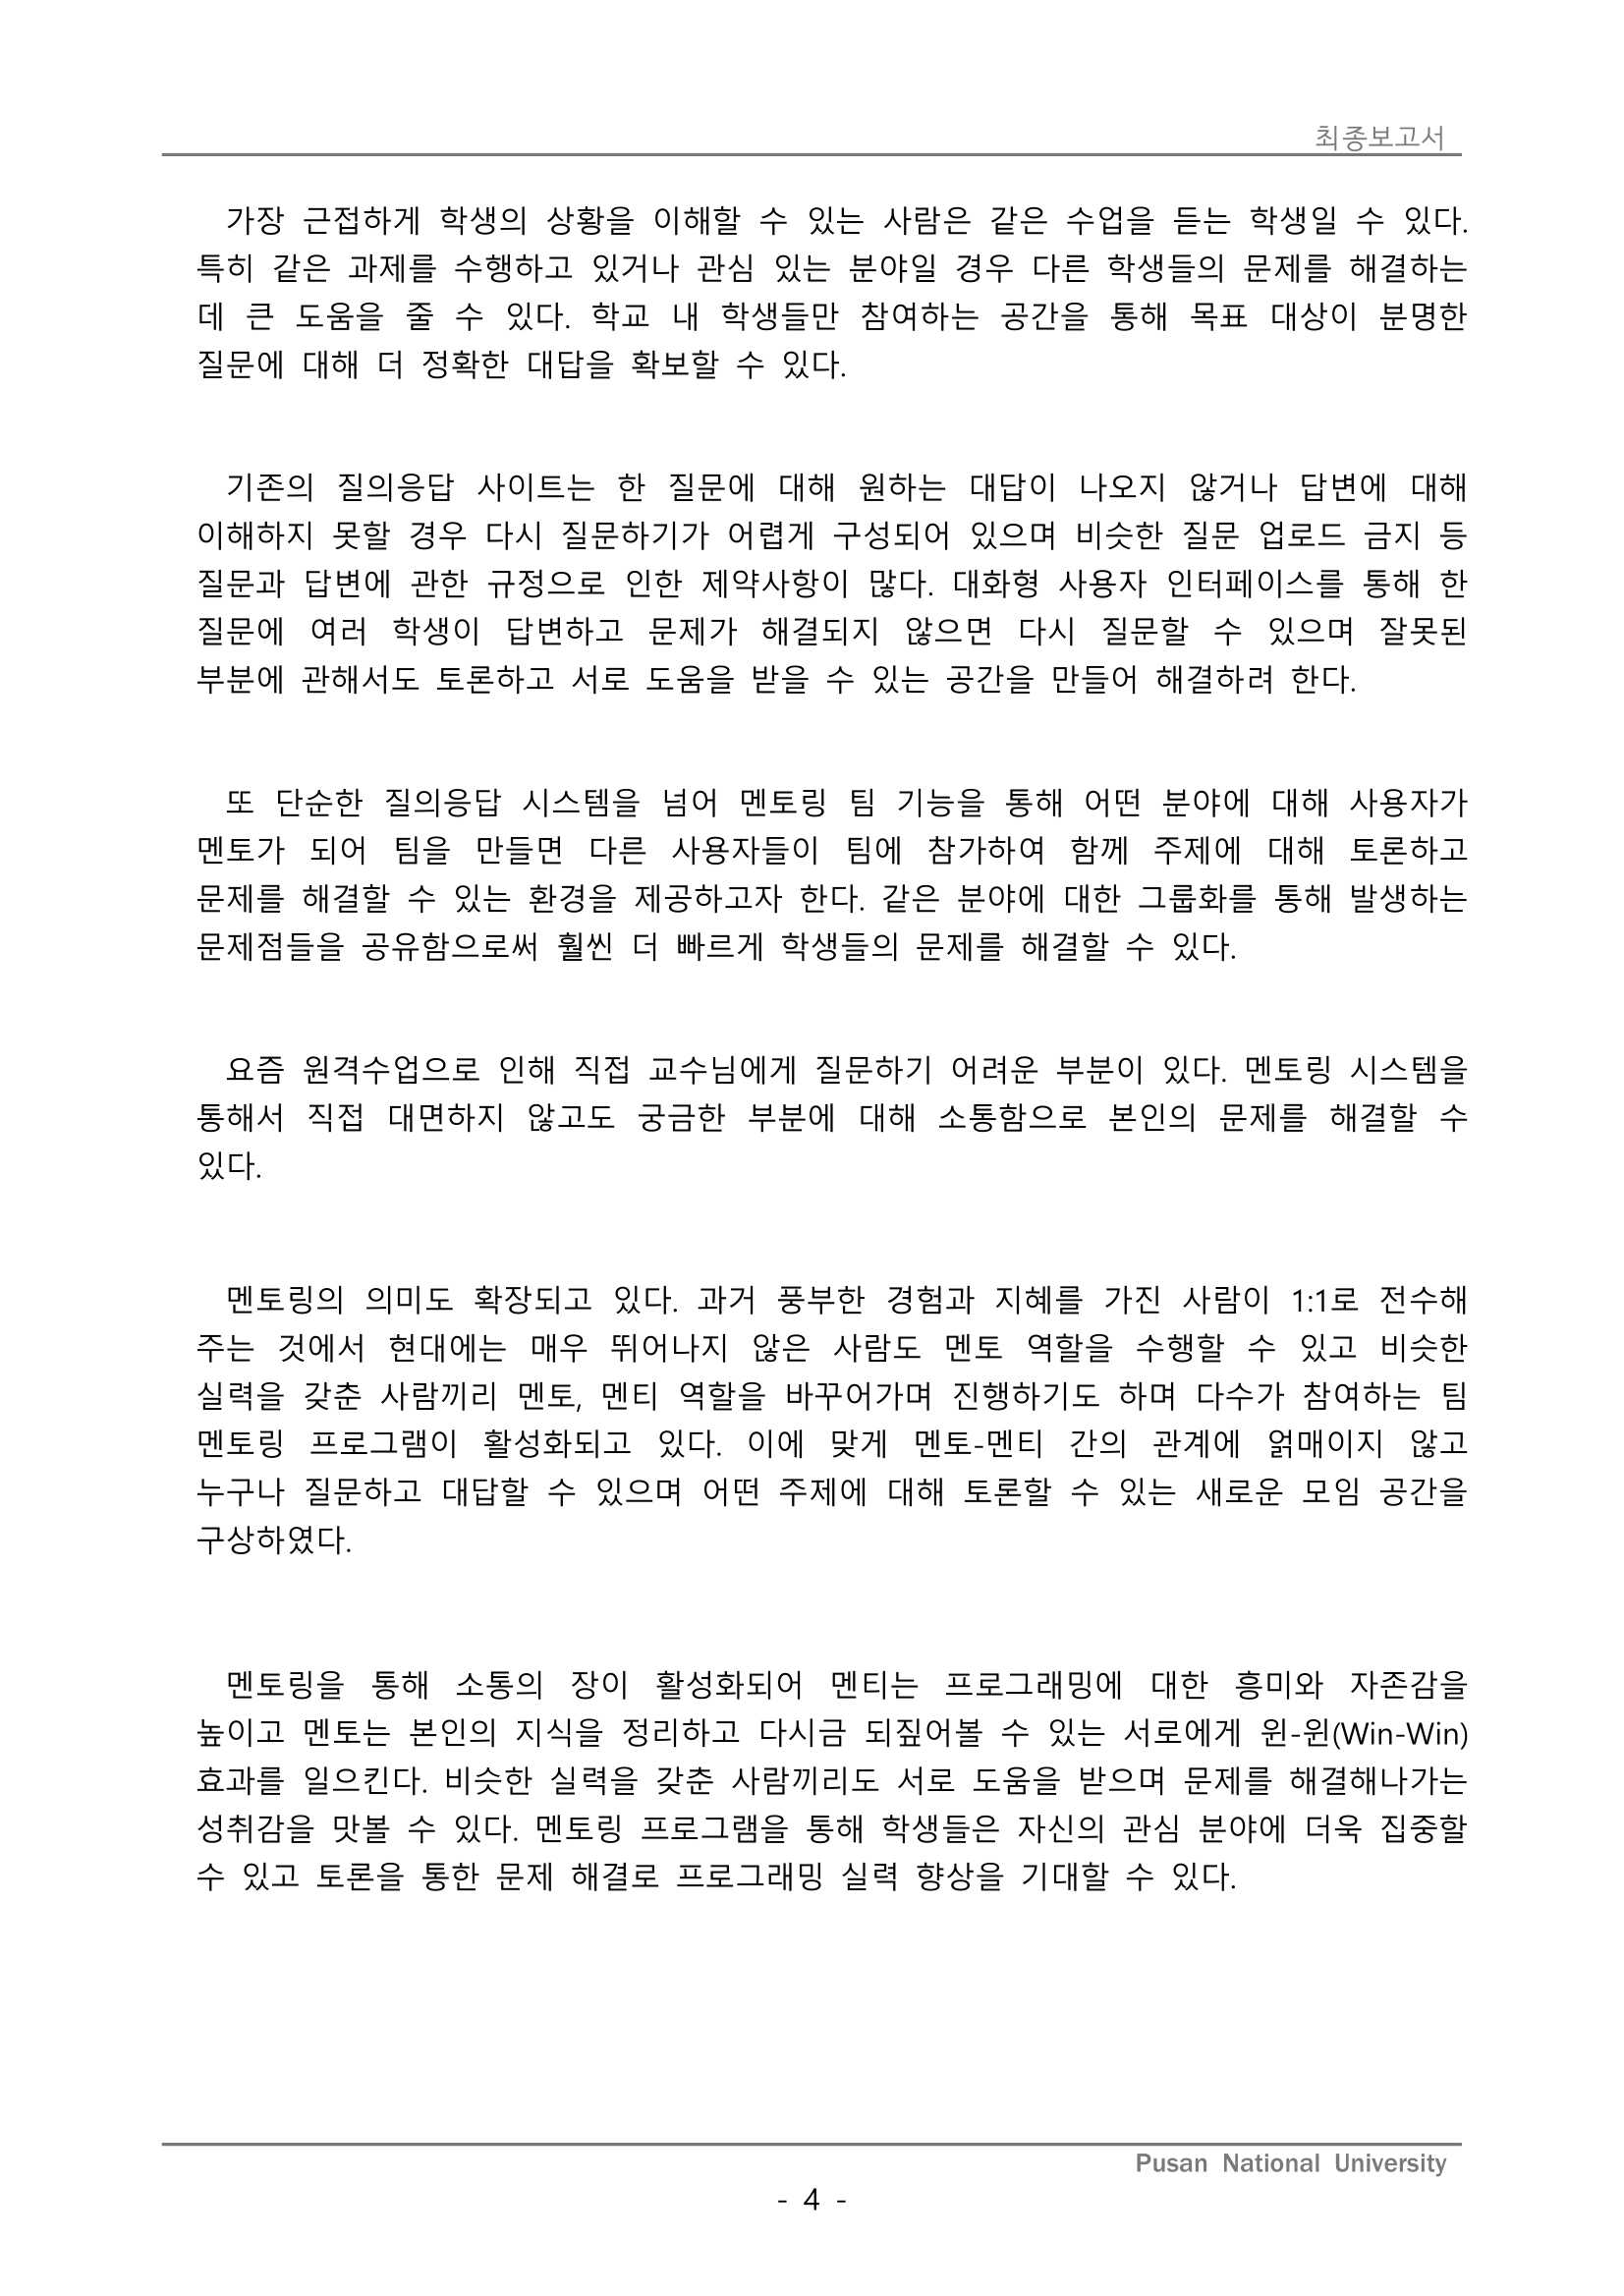 최종보고서
가장 근접하게 학생의 상황을 이해할 수 있는 사람은 같은 수업을 듣는 학생일 수 있다.
특히 같은 과제를 수행하고 있거나 관심 있는 분야일 경우 다른 학생들의 문제를 해결하는
데 큰 도움을 줄 수 있다. 학교 내 학생들만 참여하는 공간을 통해 목표 대상이 분명한
질문에 대해 더 정확한 대답을 확보할 수 있다.
기존의 질의응답 사이트는 한 질문에 대해 원하는 대답이 나오지 않거나 답변에 대해
이해하지 못할 경우 다시 질문하기가 어렵게 구성되어 있으며 비슷한 질문 업로드 금지 등
질문과 답변에 관한 규정으로 인한 제약사항이 많다. 대화형 사용자 인터페이스를 통해 한
질문에 여러 학생이 답변하고 문제가 해결되지 않으면 다시 질문할 수 있으며 잘못된
부분에 관해서도 토론하고 서로 도움을 받을 수 있는 공간을 만들어 해결하려 한다.
또 단순한 질의응답 시스템을 넘어 멘토링 팀 기능을 통해 어떤 분야에 대해 사용자가
멘토가 되어 팀을 만들면 다른 사용자들이 팀에 참가하여 함께 주제에 대해 토론하고
문제를 해결할 수 있는 환경을 제공하고자 한다. 같은 분야에 대한 그룹화를 통해 발생하는
문제점들을 공유함으로써 훨씬 더 빠르게 학생들의 문제를 해결할 수 있다.
요즘 원격수업으로 인해 직접 교수님에게 질문하기 어려운 부분이 있다. 멘토링 시스템을
통해서 직접 대면하지 않고도 궁금한 부분에 대해 소통함으로 본인의 문제를 해결할 수
있다.
멘토링의 의미도 확장되고 있다. 과거 풍부한 경험과 지혜를 가진 사람이 1:1로 전수해
주는 것에서 현대에는 매우 뛰어나지 않은 사람도 멘토 역할을 수행할 수 있고 비슷한
실력을 갖춘 사람끼리 멘토, 멘티 역할을 바꾸어가며 진행하기도 하며 다수가 참여하는 팀
멘토링 프로그램이 활성화되고 있다. 이에 맞게 멘토-멘티 간의 관계에 얽매이지 않고
누구나 질문하고 대답할 수 있으며 어떤 주제에 대해 토론할 수 있는 새로운 모임 공간을
구상하였다.
멘토링을 통해 소통의 장이 활성화되어 멘티는 프로그래밍에 대한 흥미와 자존감을
높이고 멘토는 본인의 지식을 정리하고 다시금 되짚어볼 수 있는 서로에게 윈-윈(Win-Win)
효과를 일으킨다. 비슷한 실력을 갖춘 사람끼리도 서로 도움을 받으며 문제를 해결해나가는
성취감을 맛볼 수 있다. 멘토링 프로그램을 통해 학생들은 자신의 관심 분야에 더욱 집중할
수 있고 토론을 통한 문제 해결로 프로그래밍 실력 향상을 기대할 수 있다.
Pusan National University
- 4 -